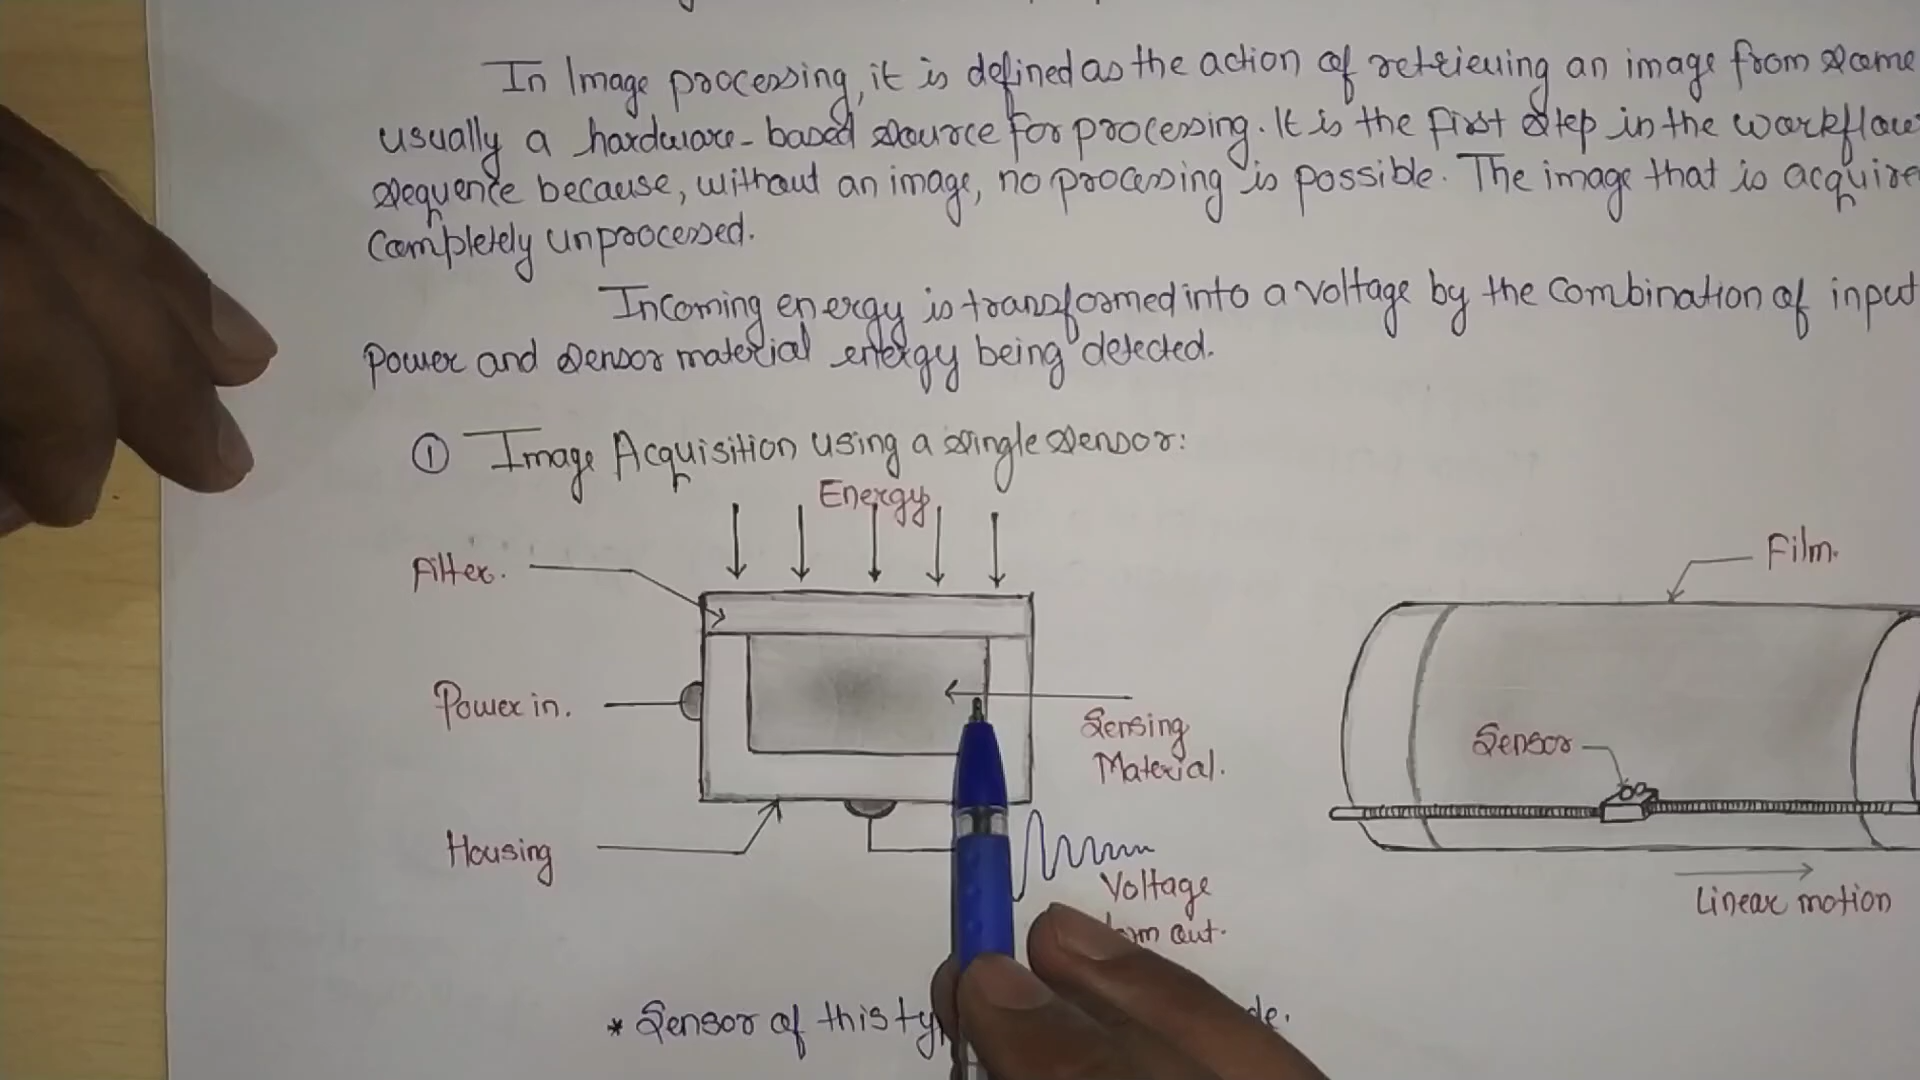 In Image processing, it is defined as the action of retrieving an image from some
usually a hardware-based source for processing. It is the first step in the workflow
sequence because, without an image, no processing is possible. The image that is acquire
completely unprocessed.
Incoming energy is transformed into a voltage by the combination of input
power and sensor material energy being detected.
① Image Acquisition using a single sensor:
Energy
Filter.
Film.
Power in.
Sensing
Material.
Sensor
Housing
Voltage
out.
Linear motion
* Sensor of this